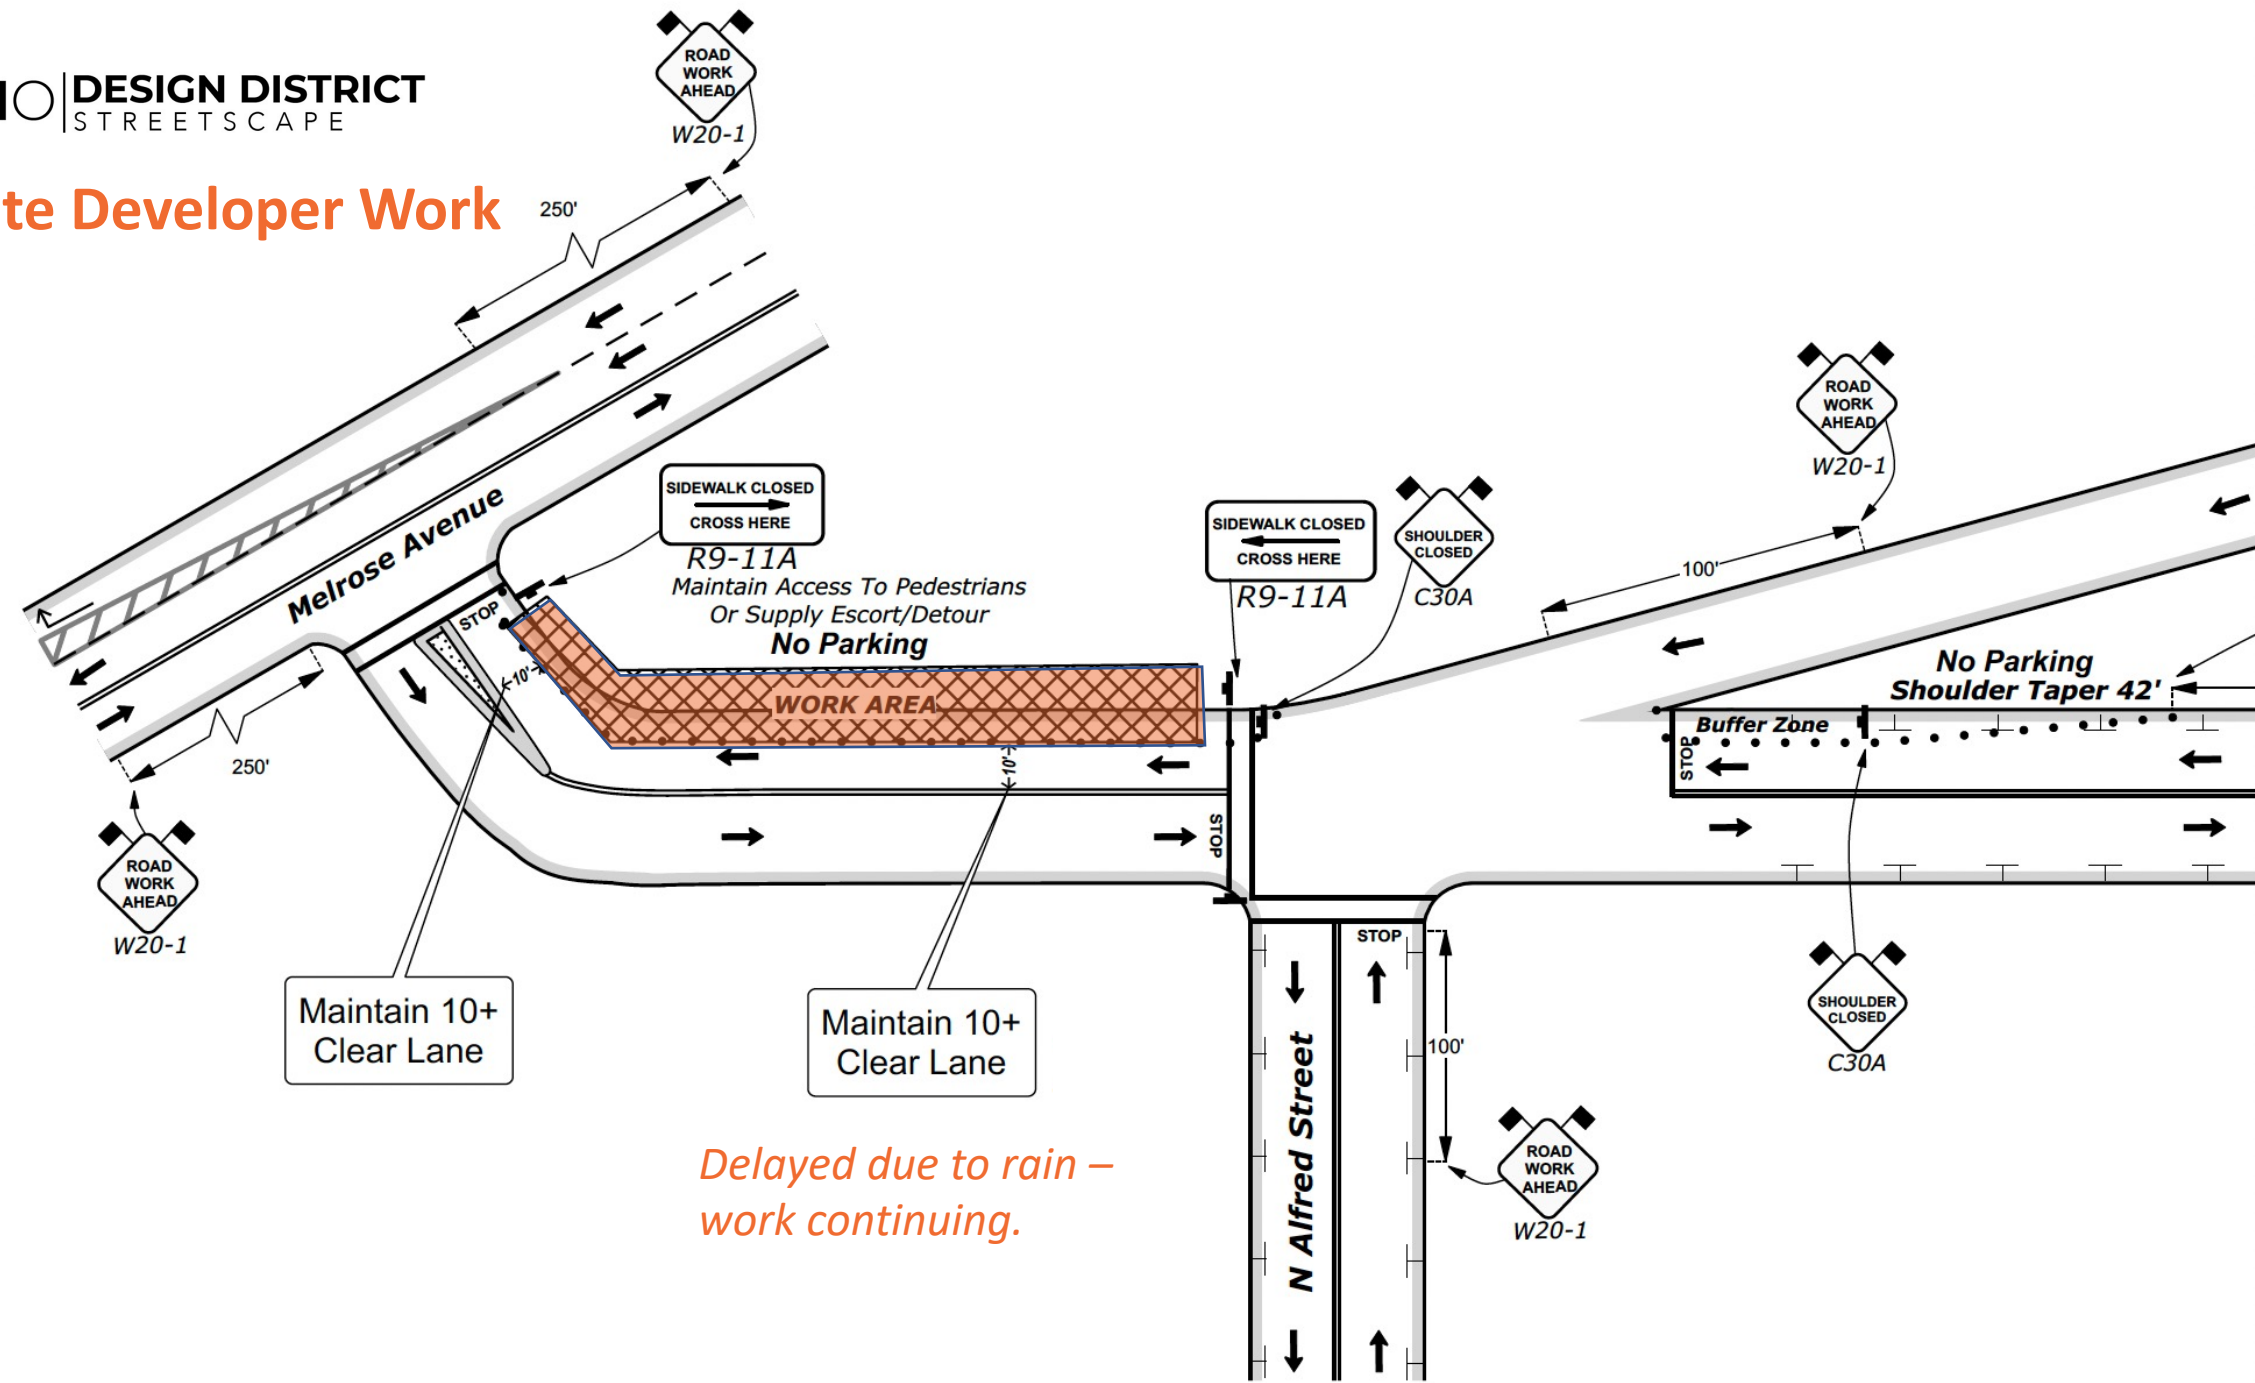 DESIGN DISTRICT
STREETSCAPE
te Developer Work
ROAD
WORK
AHEAD
W20-1
250'
Melrose Avenue
250'
ROAD
WORK
AHEAD
W20-1
STOP
10'
SIDEWALK CLOSED
CROSS HERE
R9-11A
Maintain Access To Pedestrians
Or Supply Escort/Detour
No Parking
WORK AREA
10'
SIDEWALK CLOSED
CROSS HERE
R9-11A
SHOULDER
CLOSED
C30A
ROAD
WORK
AHEAD
W20-1
100'
No Parking
Shoulder Taper 42'
Buffer Zone
STOP
STOP
Maintain 10+
Clear Lane
Maintain 10+
Clear Lane
STOP
100'
N Alfred Street
SHOULDER
CLOSED
C30A
ROAD
WORK
AHEAD
W20-1
Delayed due to rain –
work continuing.